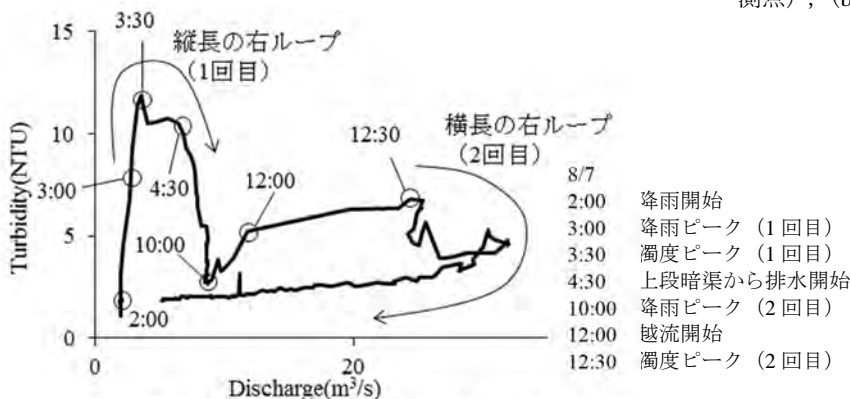 測点），（b
3:30
縦長の右ループ
（1回目）
15
10
5
0
Turbidity(NTU)
3:00
4:30
10:00
2:00
12:00
12:30
横長の右ループ
（2回目）
0
20
Discharge(m³/s)
8/7
2:00 降雨開始
3:00 降雨ピーク（1 回目）
3:30 濁度ピーク（1 回目）
4:30 上段暗渠から排水開始
10:00 降雨ピーク（2 回目）
12:00 越流開始
12:30 濁度ピーク（2 回目）